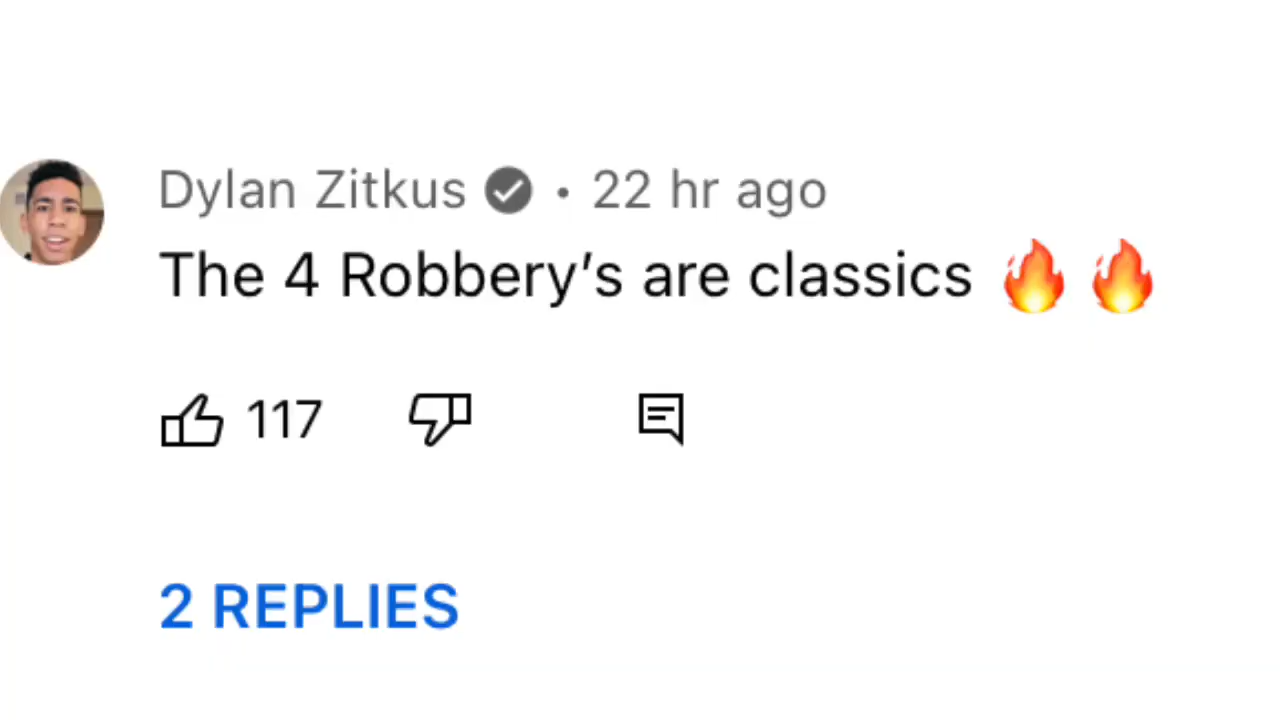 Dylan Zitkus • 22 hr ago
The 4 Robbery’s are classics 🔥 🔥
117
2 REPLIES